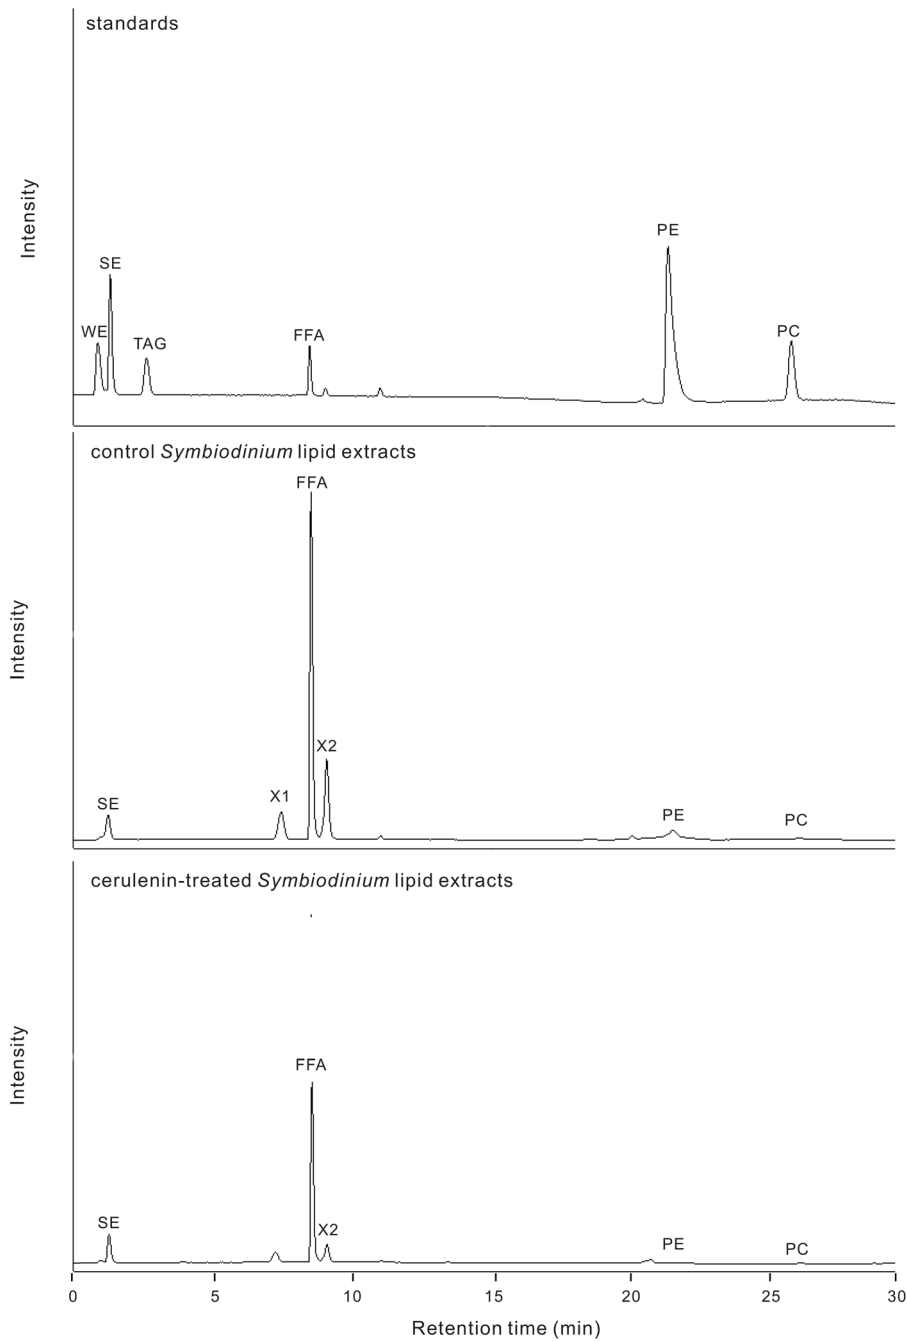 standards
Intensity
PE
SE
WE
TAG
FFA
PC
control Symbiodinium lipid extracts
FFA
Intensity
X2
X1
SE
PE
PC
cerulenin-treated Symbiodinium lipid extracts
Intensity
FFA
SE
X2
PE
PC
0 5 10 15 20 25 30
Retention time (min)